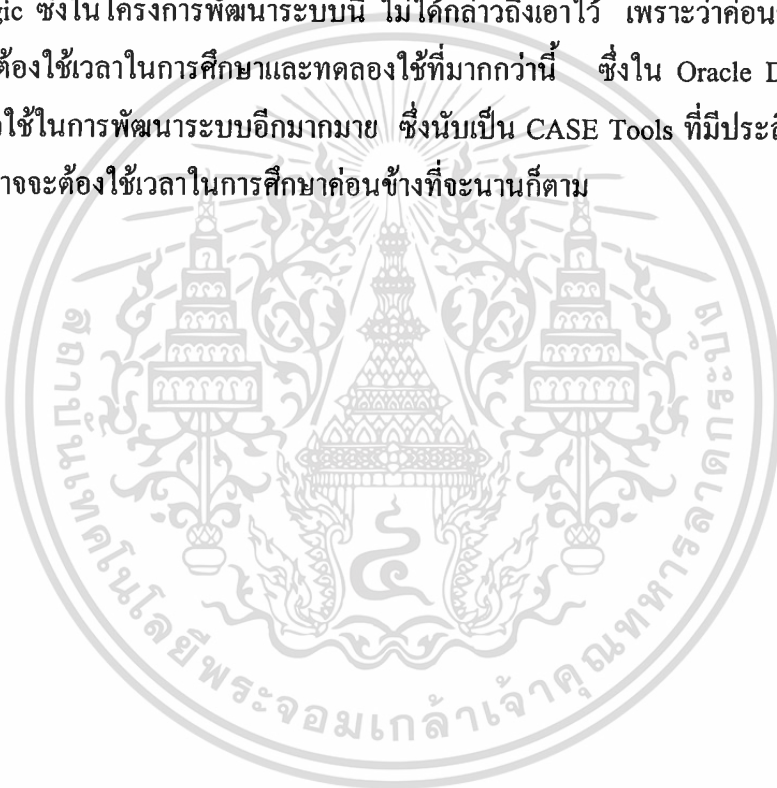 gic ซึ่งในโครงการพัฒนาระบบนี้ ไม่ได้กล่าวถึงเอาไว้ เพราะว่าค่อน
ต้องใช้เวลาในการศึกษาและทดลองใช้ที่มากกว่านี้ ซึ่งใน Oracle D
ใช้ในการพัฒนาระบบอีกมากมาย ซึ่งนับเป็น CASE Tools ที่มีประสิ
าจจะต้องใช้เวลาในการศึกษาค่อนข้างที่จะนานก็ตาม
สถาบันเทคโนโลยีพระจอมเกล้าเจ้าคุณทหารลาดกระบัง